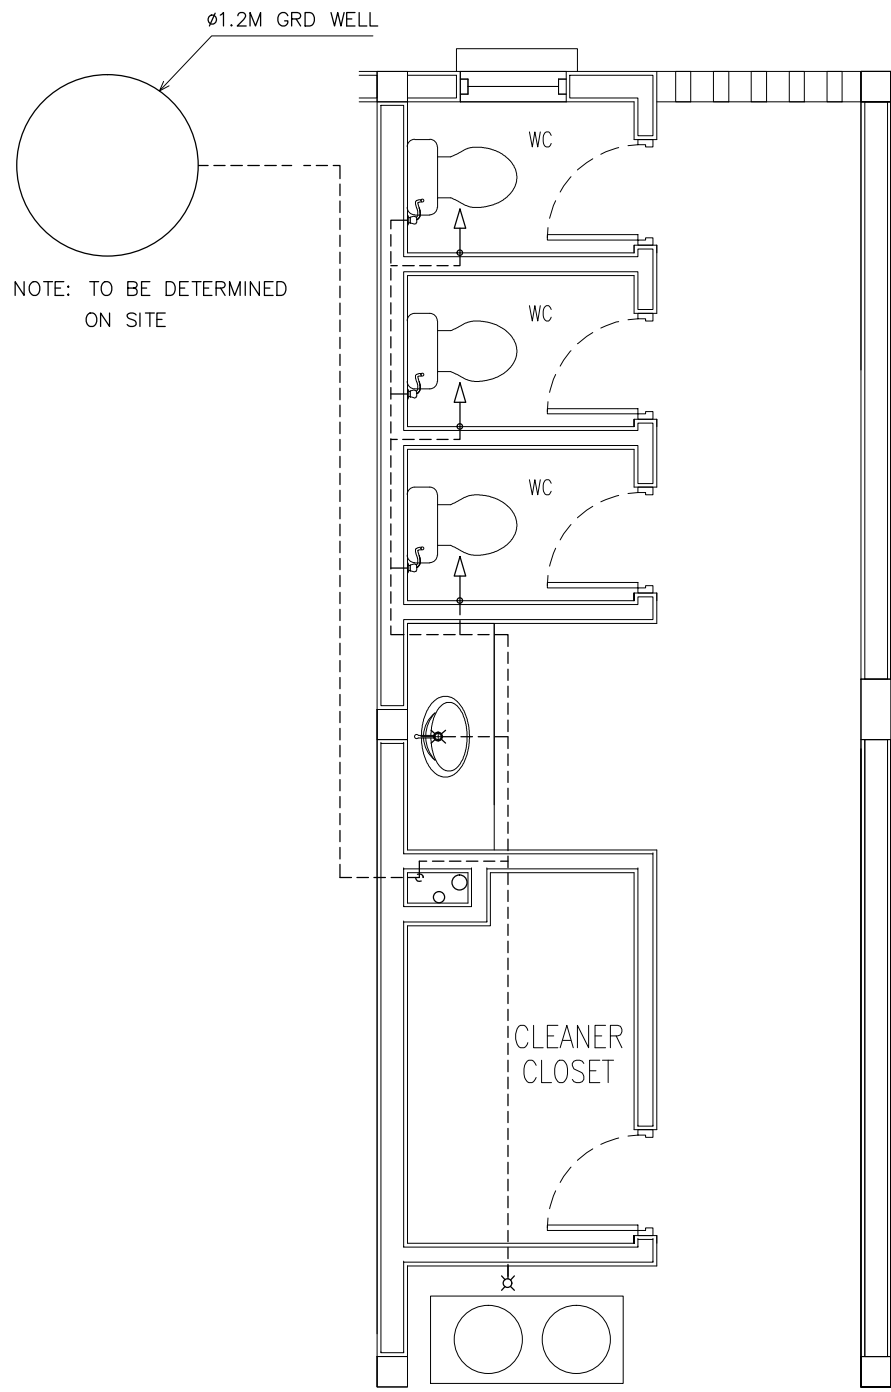 ø1.2M GRD WELL
WC
NOTE: TO BE DETERMINED
ON SITE
WC
WC
CLEANER
CLOSET